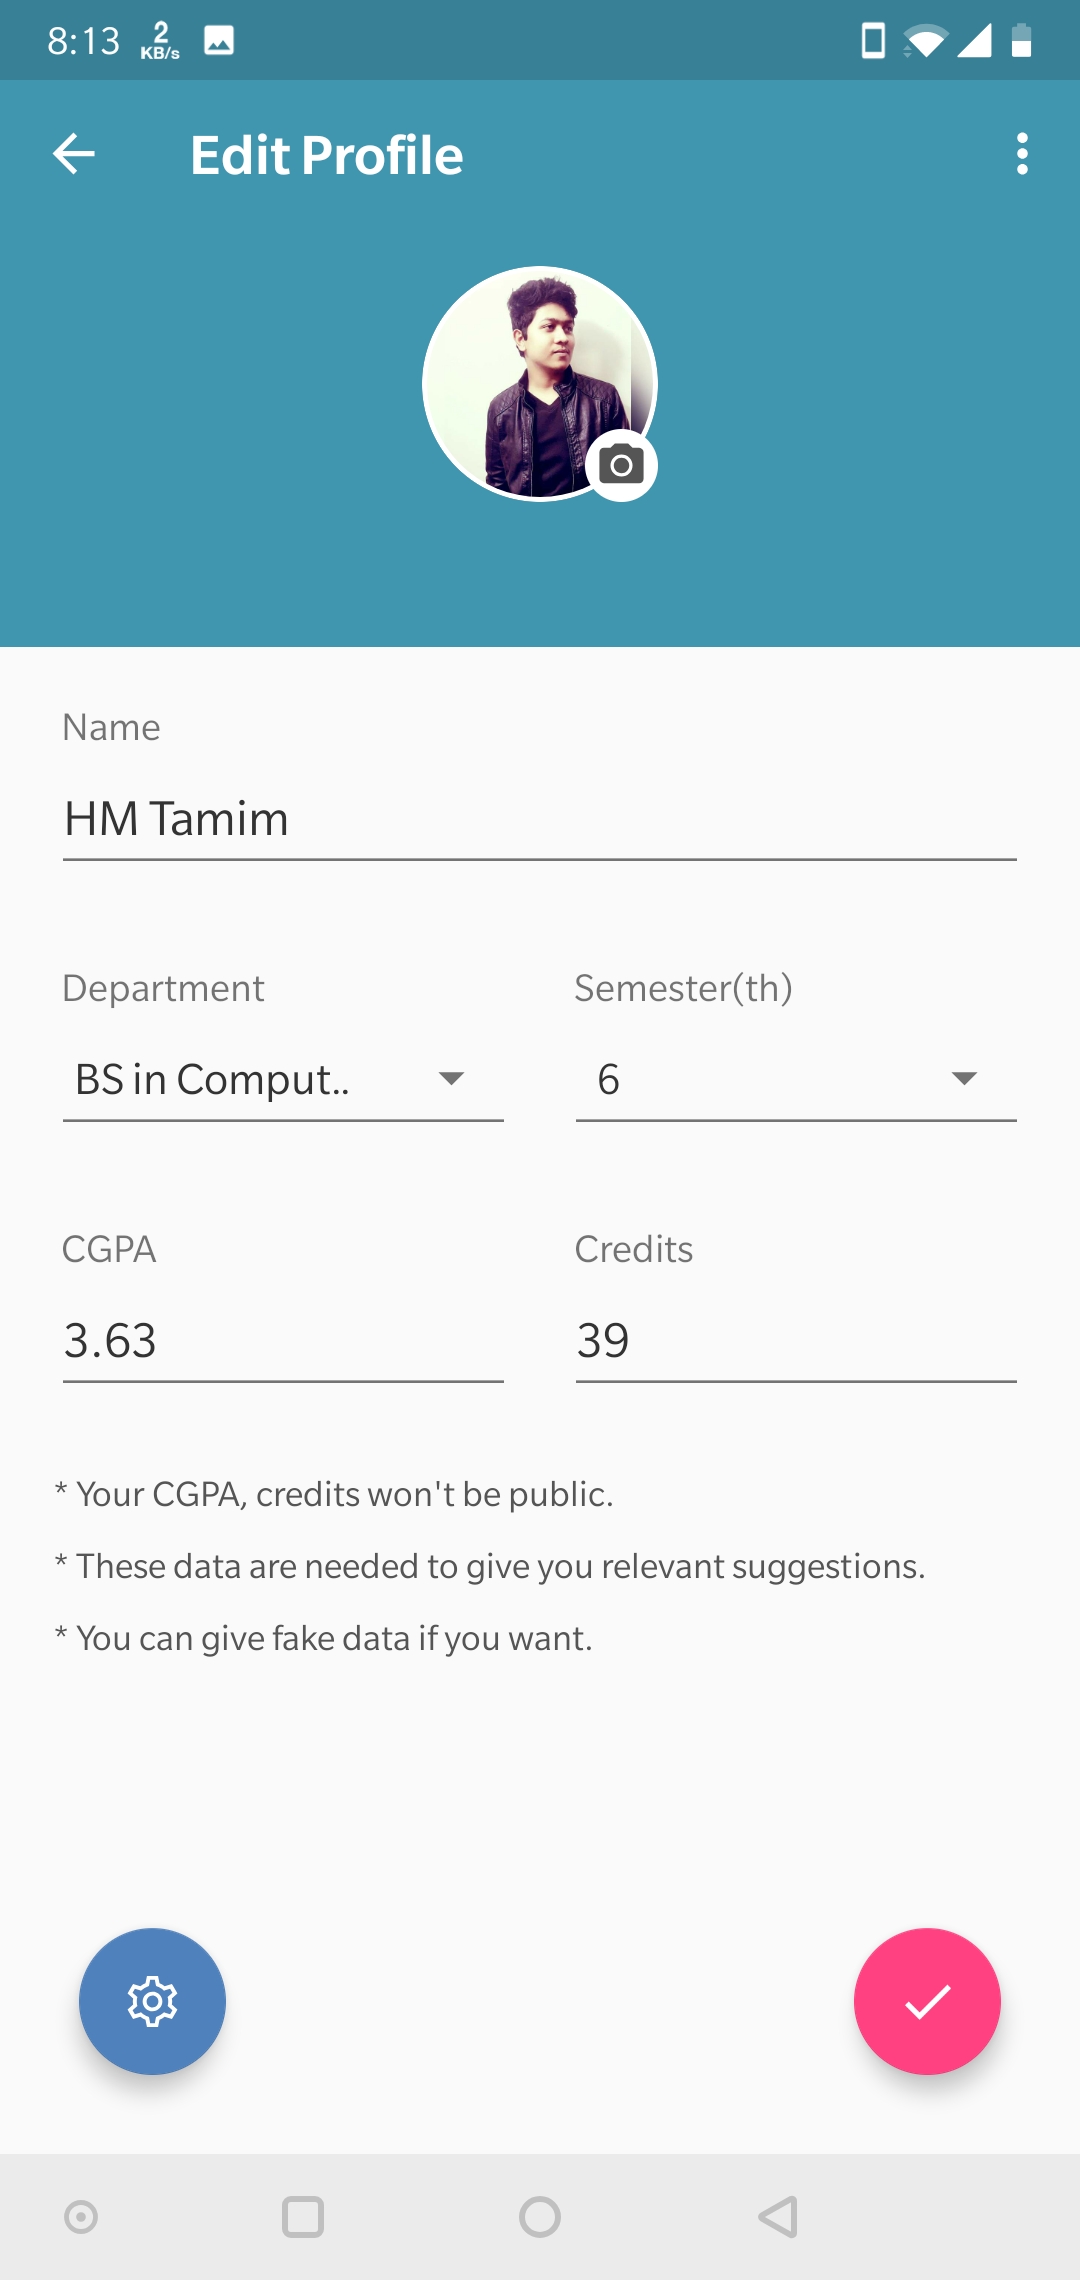 8:13 2 KB/s
Edit Profile
Name
HM Tamim
Department Semester(th)
BS in Comput.. 6
CGPA Credits
3.63 39
* Your CGPA, credits won't be public.
* These data are needed to give you relevant suggestions.
* You can give fake data if you want.